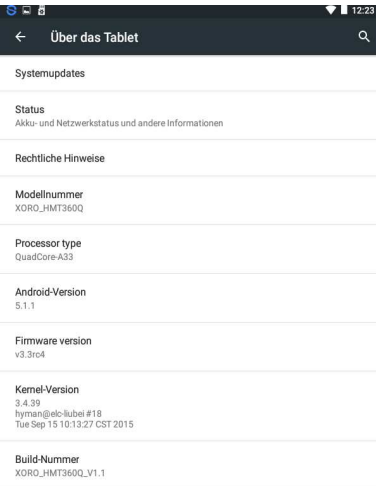 12:23
Über das Tablet
Systemupdates
Status
Akku- und Netzwerkstatus und andere Informationen
Rechtliche Hinweise
Modellnummer
XORO_HMT360Q
Processor type
QuadCore-A33
Android-Version
5.1.1
Firmware version
v3.3rc4
Kernel-Version
3.4.39
hyman@elc-liubei #18
Tue Sep 15 10:13:27 CST 2015
Build-Nummer
XORO_HMT360Q_V1.1